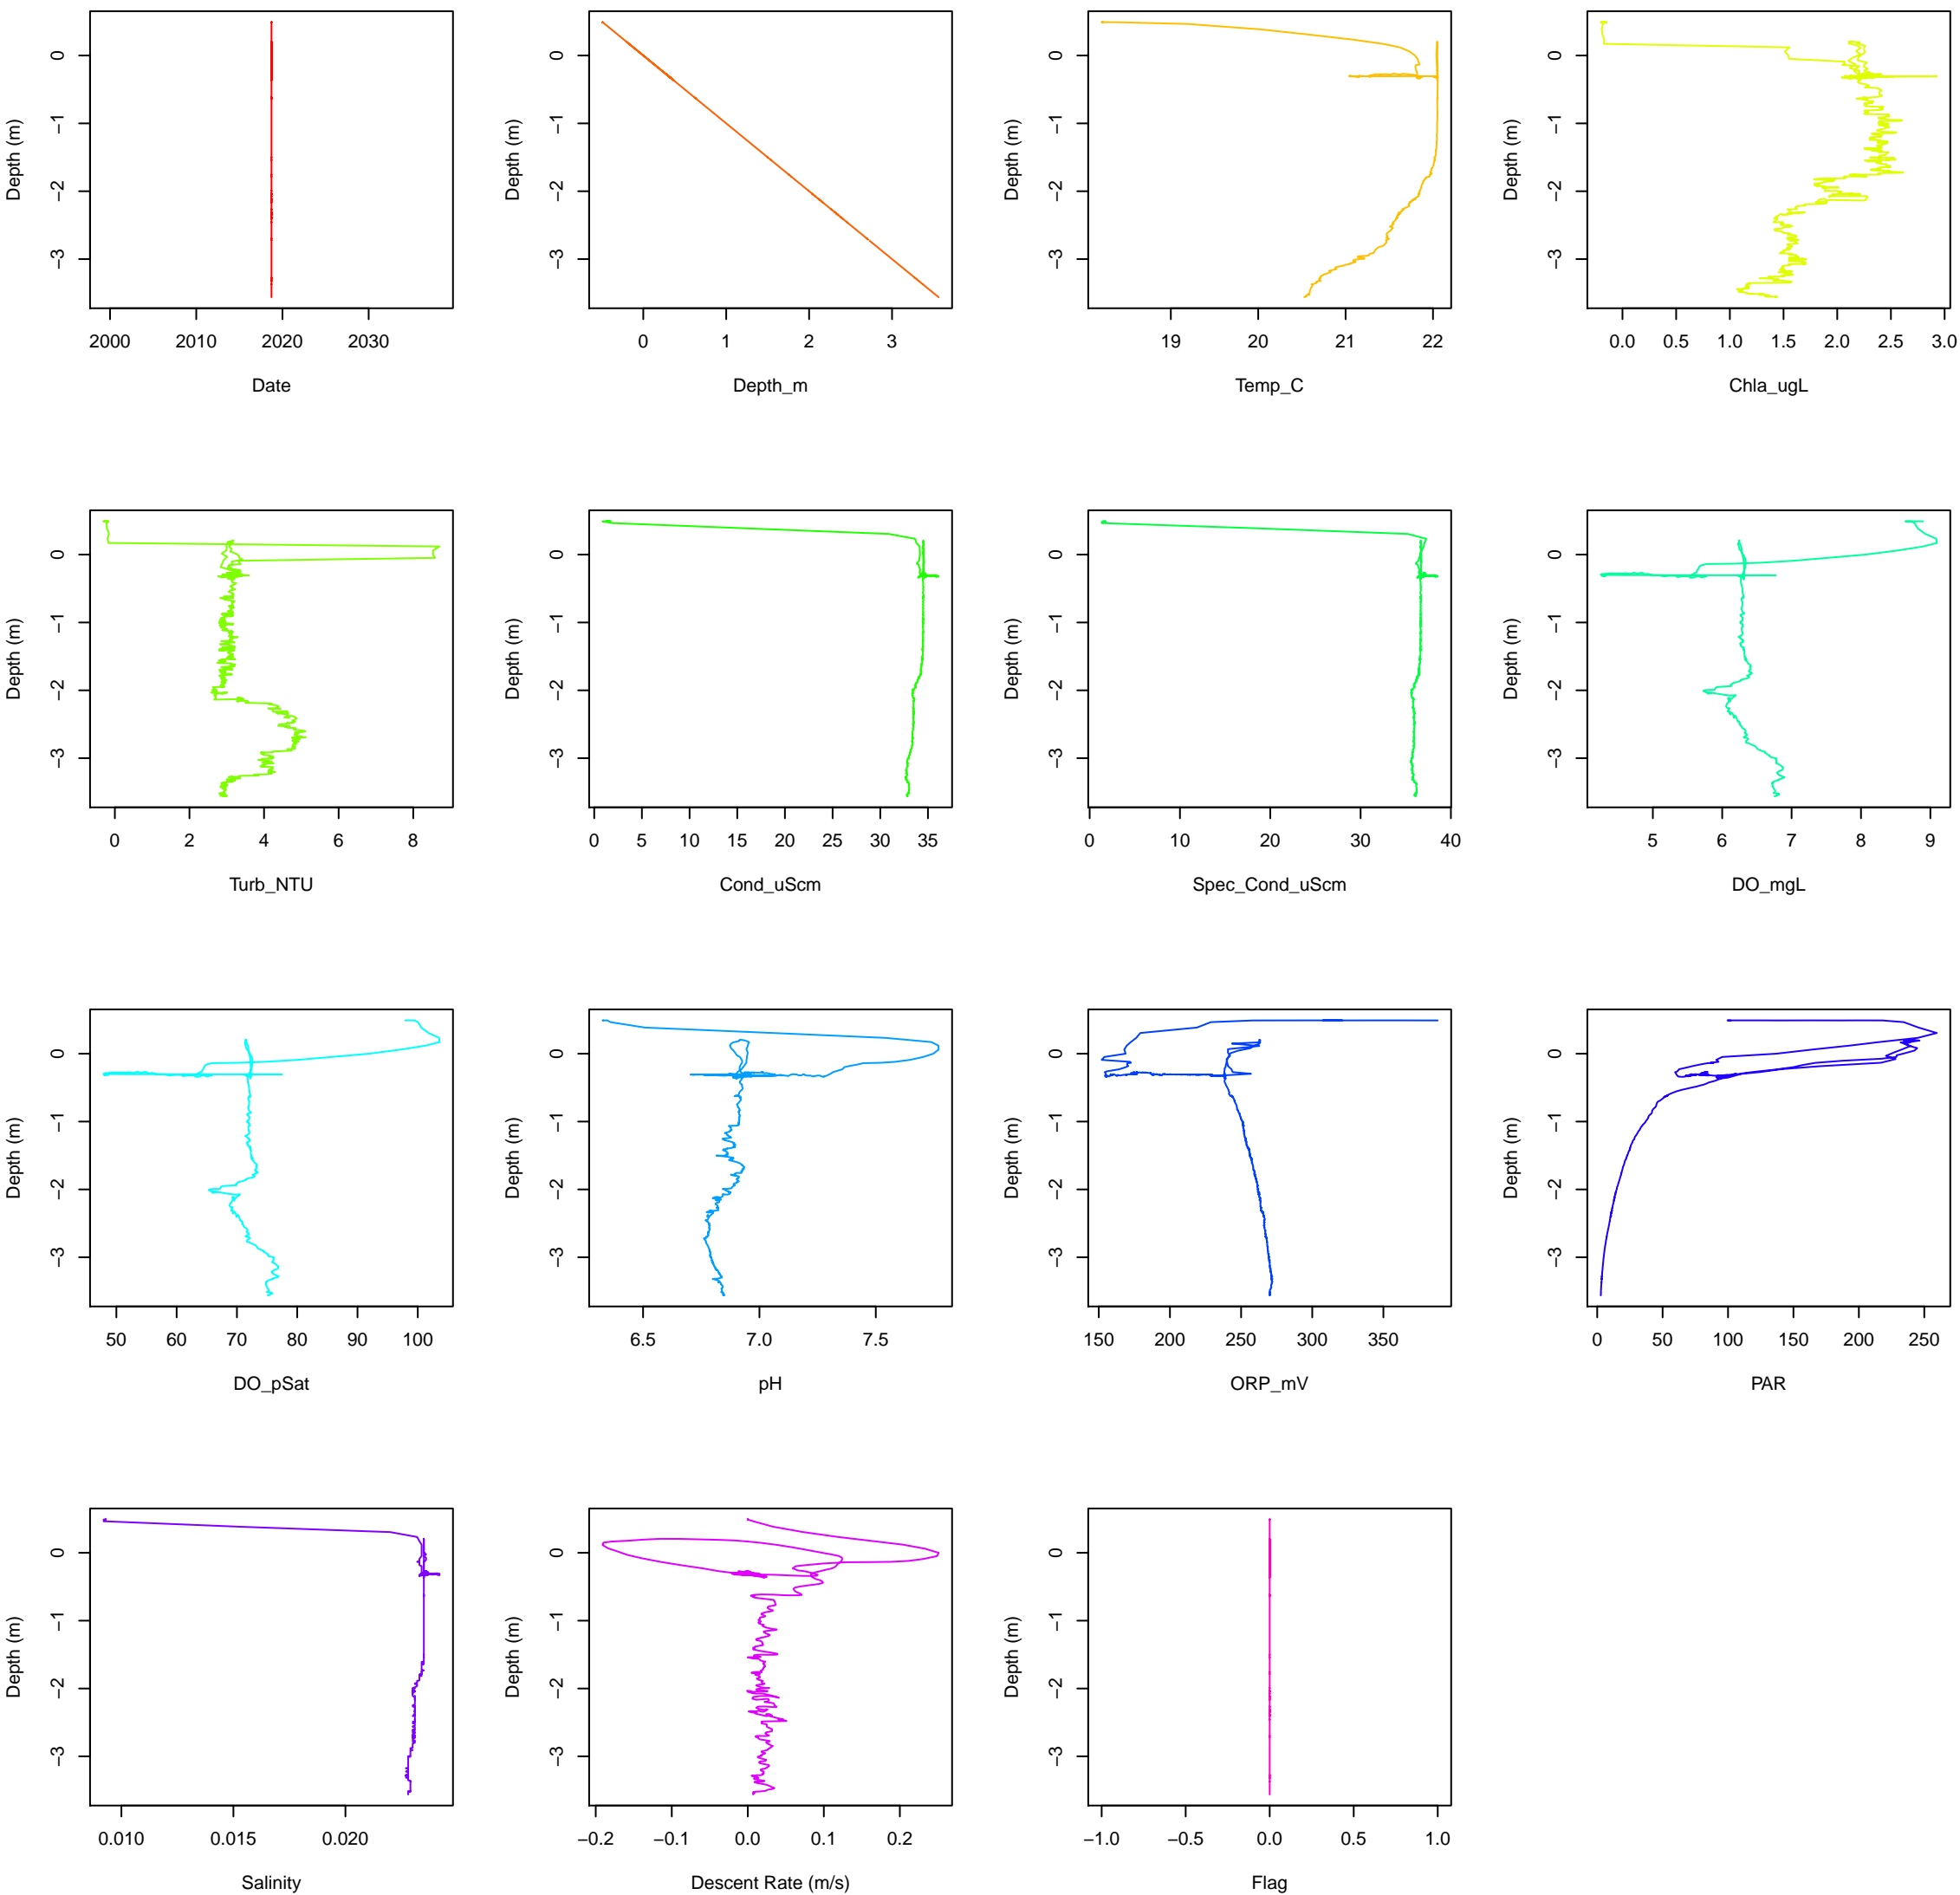 Depth (m)
0
−1
−2
−3
2000 2010 2020 2030
Date
Depth (m)
0
−1
−2
−3
0 1 2 3
Depth_m
Depth (m)
0
−1
−2
−3
19 20 21 22
Temp_C
Depth (m)
0
−1
−2
−3
0.0 0.5 1.0 1.5 2.0 2.5 3.0
Chla_ugL
Depth (m)
0
−1
−2
−3
0 2 4 6 8
Turb_NTU
Depth (m)
0
−1
−2
−3
0 5 10 15 20 25 30 35
Cond_uScm
Depth (m)
0
−1
−2
−3
0 10 20 30 40
Spec_Cond_uScm
Depth (m)
0
−1
−2
−3
5 6 7 8 9
DO_mgL
Depth (m)
0
−1
−2
−3
50 60 70 80 90 100
DO_pSat
Depth (m)
0
−1
−2
−3
6.5 7.0 7.5
pH
Depth (m)
0
−1
−2
−3
150 200 250 300 350
ORP_mV
Depth (m)
0
−1
−2
−3
0 50 100 150 200 250
PAR
Depth (m)
0
−1
−2
−3
0.010 0.015 0.020
Salinity
Depth (m)
0
−1
−2
−3
−0.2 −0.1 0.0 0.1 0.2
Descent Rate (m/s)
Depth (m)
0
−1
−2
−3
−1.0 −0.5 0.0 0.5 1.0
Flag